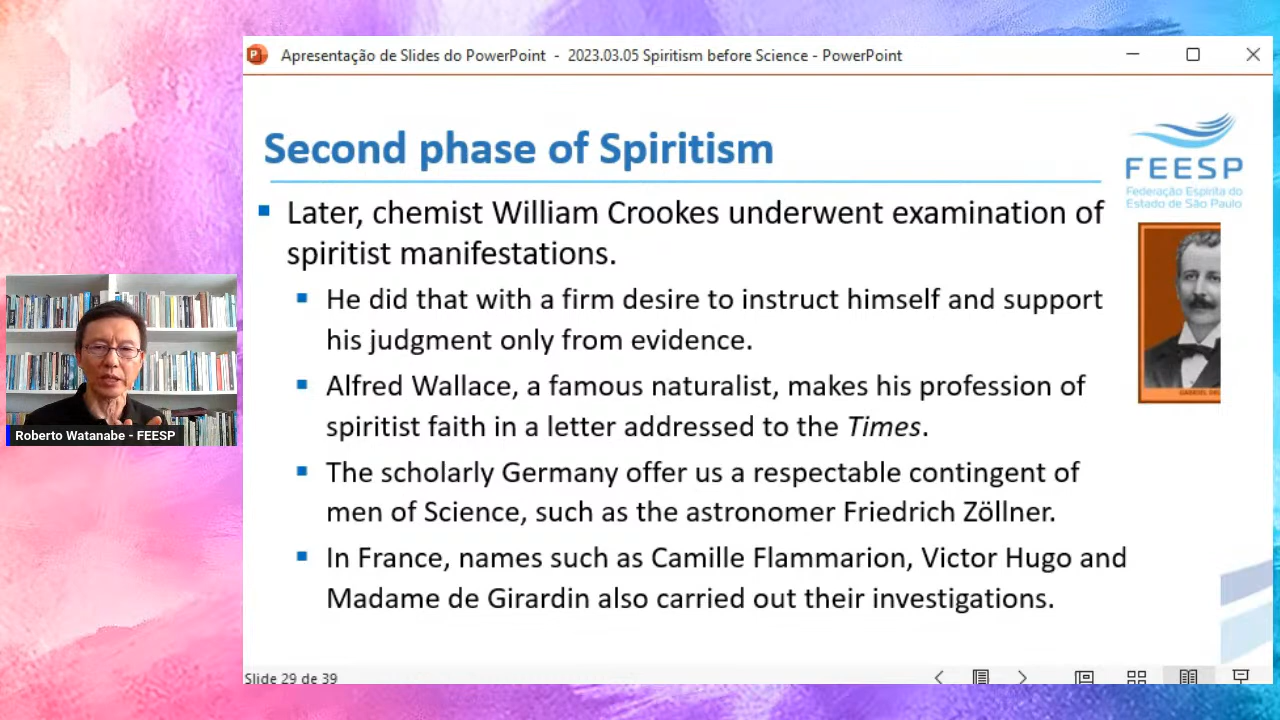 Apresentação de Slides do PowerPoint - 2023.03.05 Spiritism before Science - PowerPoint
Second phase of Spiritism
FEESP
Federação Espírita do
Estado de São Paulo
Later, chemist William Crookes underwent examination of
spiritist manifestations.
He did that with a firm desire to instruct himself and support
his judgment only from evidence.
Alfred Wallace, a famous naturalist, makes his profession of
spiritist faith in a letter addressed to the Times.
The scholarly Germany offer us a respectable contingent of
men of Science, such as the astronomer Friedrich Zöllner.
In France, names such as Camille Flammarion, Victor Hugo and
Madame de Girardin also carried out their investigations.
GABRIEL
Roberto Watanabe - FEESP
Slide 29 de 39